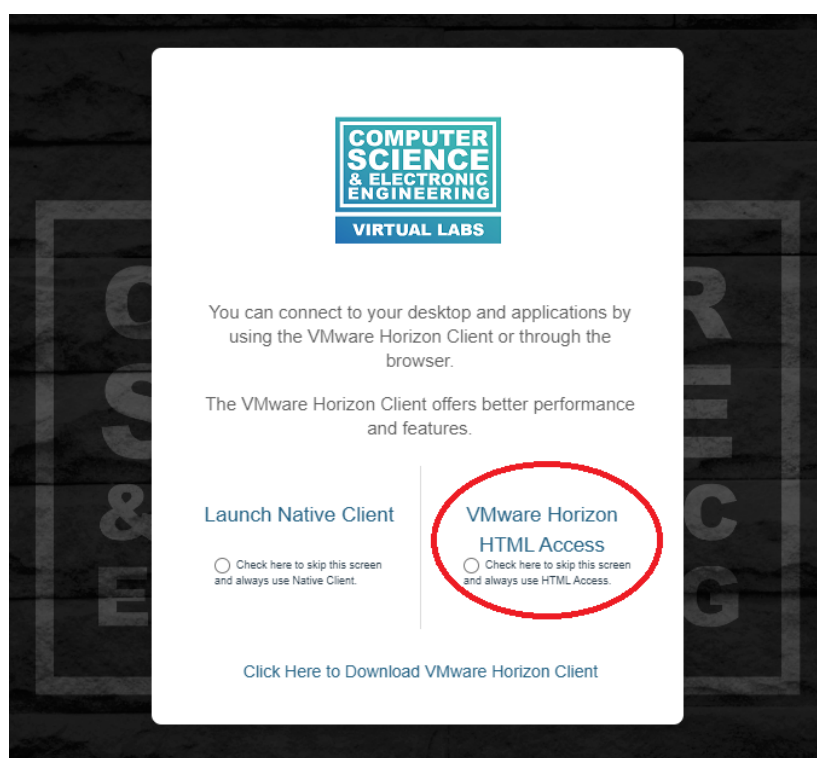 COMPUTER
SCIENCE
& ELECTRONIC
ENGINEERING
VIRTUAL LABS
You can connect to your desktop and applications by
using the VMware Horizon Client or through the
browser.
The VMware Horizon Client offers better performance
and features.
Launch Native Client
Check here to skip this screen
and always use Native Client.
VMware Horizon
HTML Access
Check here to skip this screen
and always use HTML Access.
Click Here to Download VMware Horizon Client